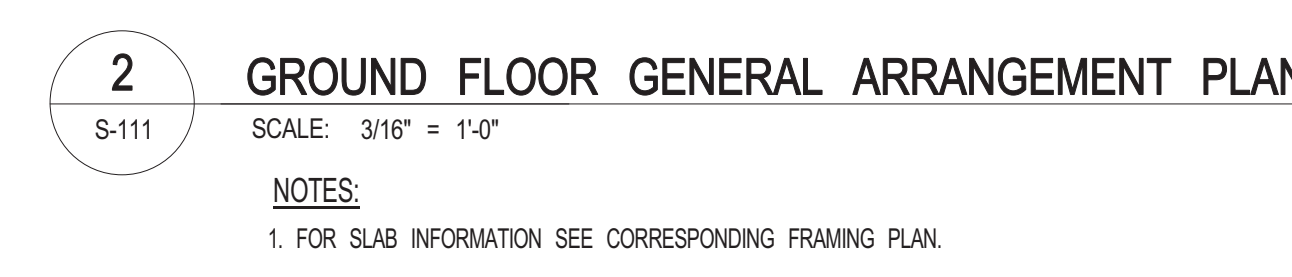 2
S-111
GROUND FLOOR GENERAL ARRANGEMENT PLAN
SCALE: 3/16" = 1'-0"
NOTES:
1. FOR SLAB INFORMATION SEE CORRESPONDING FRAMING PLAN.